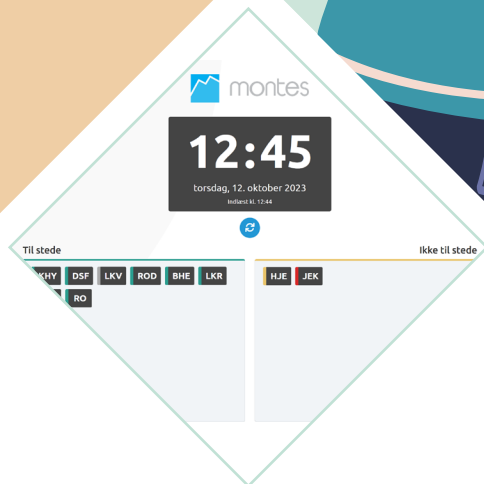 montes
12:45
torsdag, 12. oktober 2023
Indlæst kl. 12:44
Til stede
Ikke til stede
KHY DSF LKV ROD BHE LKR
HJE JEK
RO